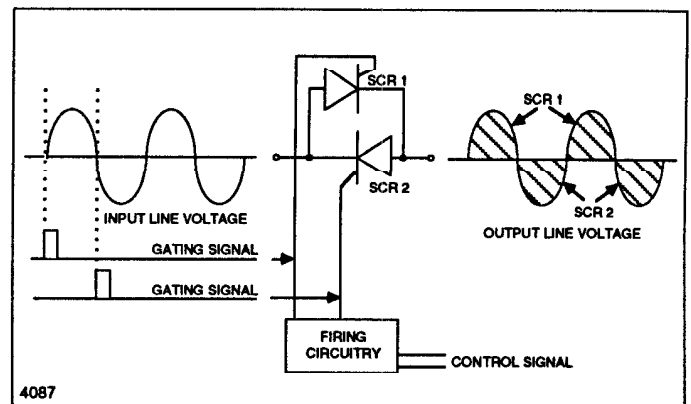 SCR 1
SCR 1
SCR 2
INPUT LINE VOLTAGE
SCR 2
OUTPUT LINE VOLTAGE
GATING SIGNAL
GATING SIGNAL
FIRING
CIRCUITRY
CONTROL SIGNAL
4087